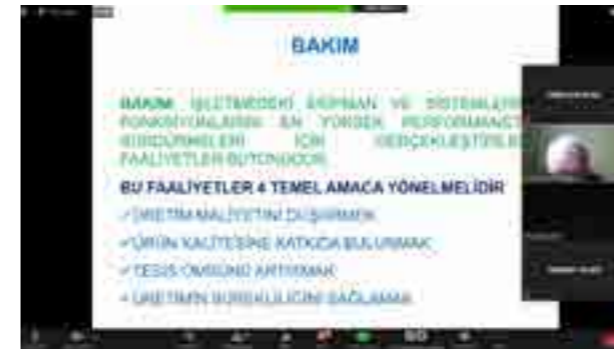 BAKIM
BAKIM, İŞLETMEDEKİ EKİPMAN VE SİSTEMLERİN
FONKSİYONLARINI EN YÜKSEK PERFORMANSTA
SÜRDÜRMELERİ İÇİN GERÇEKLEŞTİRİLEN
FAALİYETLER BÜTÜNÜDÜR.
BU FAALİYETLER 4 TEMEL AMACA YÖNELMELİDİR
✓ÜRETİM MALİYETİNİ DÜŞÜRMEK
✓ÜRÜN KALİTESİNE KATKIDA BULUNMAK
✓TESİS ÖMRÜNÜ ARTIRMAK
✓ÜRETİMİN SÜREKLİLİĞİNİ SAĞLAMAK